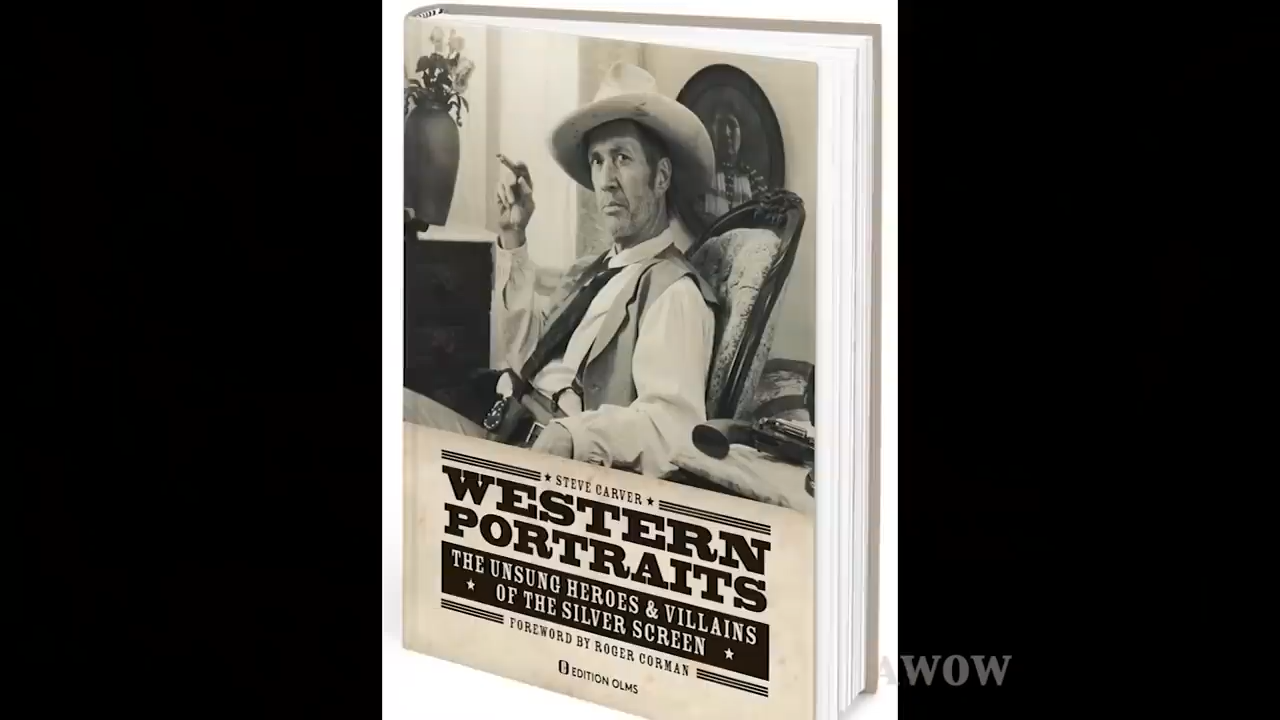 ★ STEVE CARVER ★
WESTERN
PORTRAITS
THE UNSUNG HEROES & VILLAINS
★ OF THE SILVER SCREEN ★
FOREWORD BY ROGER CORMAN
EDITION OLMS
AWOW